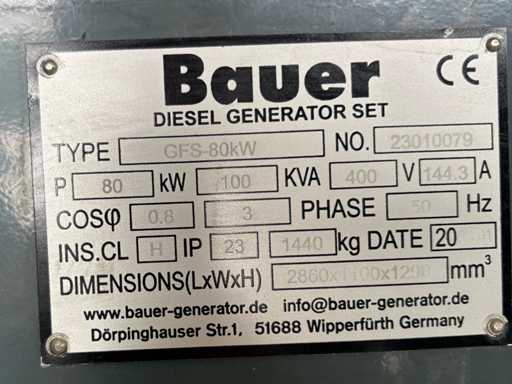 Bauer CE
DIESEL GENERATOR SET
TYPE GFS-80kW NO. 23010079
P 80 kW 100 KVA 400 V 144.3 A
COSφ 0.8 3 PHASE 50 Hz
INS.CL H IP 23 1440 kg DATE 20
DIMENSIONS(LxWxH) 2860x1100x1290 mm³
www.bauer-generator.de info@bauer-generator.de
Dörpinghauser Str.1, 51688 Wipperfürth Germany